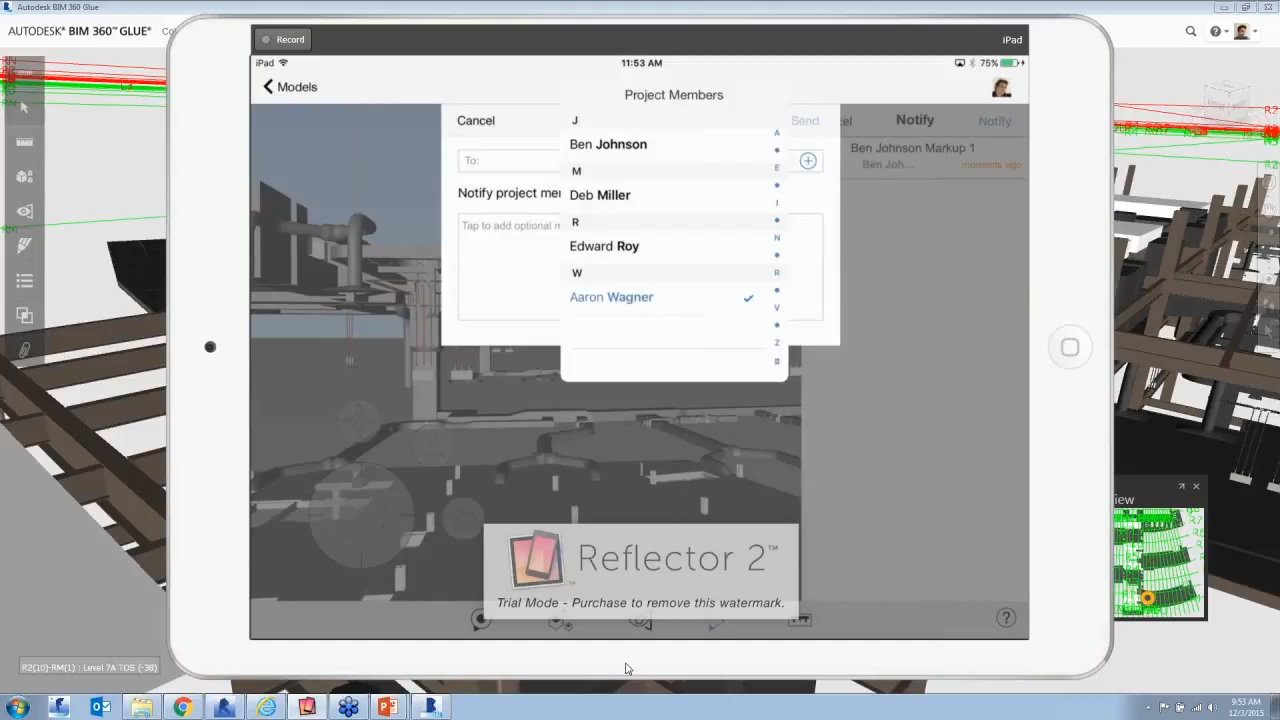 Autodesk BIM 360 Glue
AUTODESK® BIM 360™ GLUE®
Record
iPad
iPad
11:53 AM
75%
Models
Project Members
Cancel
J
Send
Notify
Notify
Ben Johnson
To:
Ben Johnson Markup 1
Ben Joh...
moments ago
M
Deb Miller
Notify project
R
Tap to add optional
Edward Roy
W
Aaron Wagner
A
E
I
N
R
V
Z
#
Reflector 2™
Trial Mode - Purchase to remove this watermark.
R2(10)-RM(1) : Level 7A TOS (-38)
9:53 AM
12/3/2015